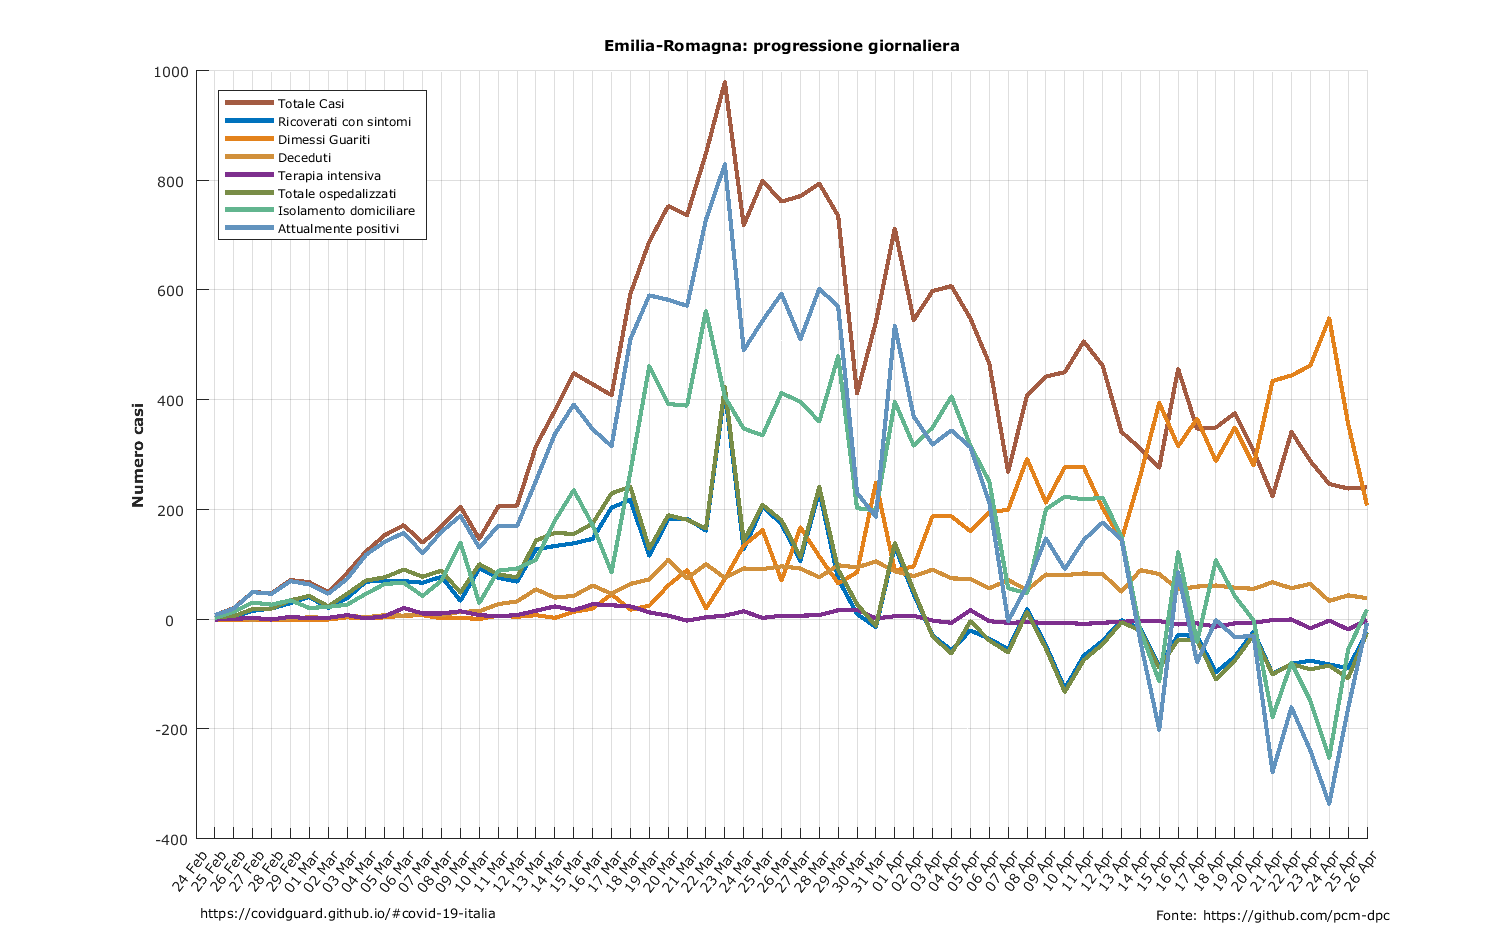 Emilia-Romagna: progressione giornaliera
1000
800
600
400
200
0
-200
-400
Numero casi
Totale Casi
Ricoverati con sintomi
Dimessi Guariti
Deceduti
Terapia intensiva
Totale ospedalizzati
Isolamento domiciliare
Attualmente positivi
24 Feb
25 Feb
26 Feb
27 Feb
28 Feb
29 Feb
01 Mar
02 Mar
03 Mar
04 Mar
05 Mar
06 Mar
07 Mar
08 Mar
09 Mar
10 Mar
11 Mar
12 Mar
13 Mar
14 Mar
15 Mar
16 Mar
17 Mar
18 Mar
19 Mar
20 Mar
21 Mar
22 Mar
23 Mar
24 Mar
25 Mar
26 Mar
27 Mar
28 Mar
29 Mar
30 Mar
31 Mar
01 Apr
02 Apr
03 Apr
04 Apr
05 Apr
06 Apr
07 Apr
08 Apr
09 Apr
10 Apr
11 Apr
12 Apr
13 Apr
14 Apr
15 Apr
16 Apr
17 Apr
18 Apr
19 Apr
20 Apr
21 Apr
22 Apr
23 Apr
24 Apr
25 Apr
26 Apr
https://covidguard.github.io/#covid-19-italia
Fonte: https://github.com/pcm-dpc